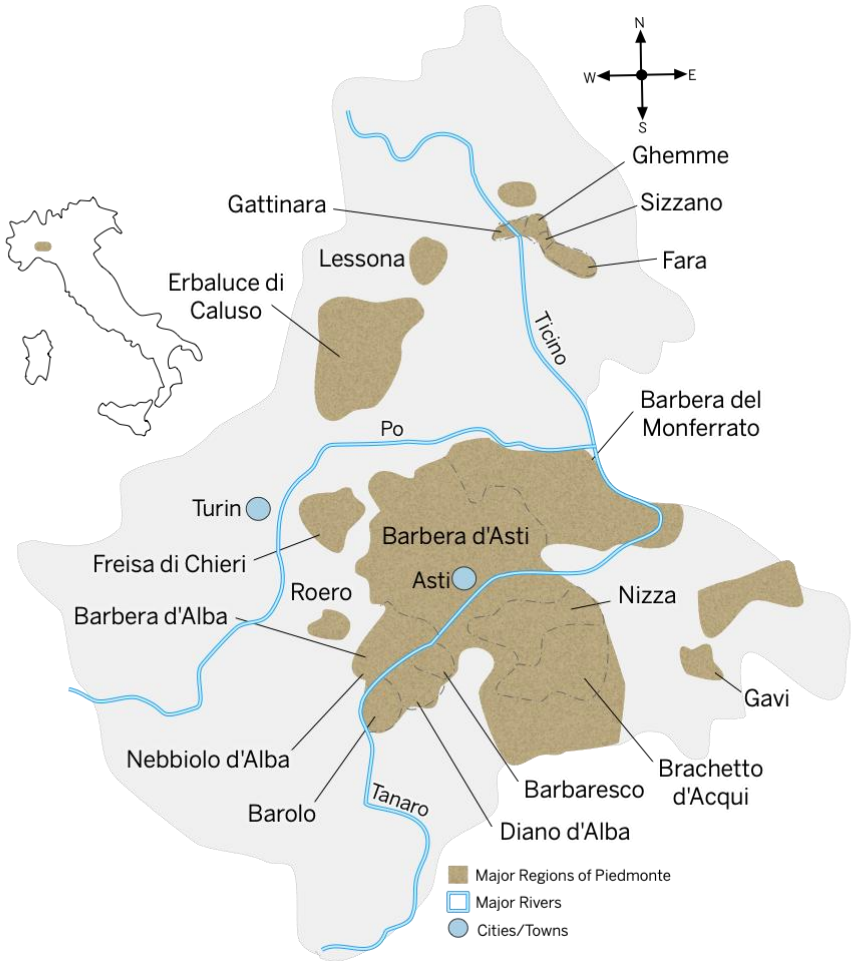 N
W
E
S
Ghemme
Gattinara
Sizzano
Lessona
Fara
Erbaluce di
Caluso
Ticino
Barbera del
Monferrato
Po
Turin
Barbera d'Asti
Freisa di Chieri
Asti
Roero
Nizza
Barbera d'Alba
Gavi
Nebbiolo d'Alba
Brachetto
d'Acqui
Barbaresco
Barolo
Tanaro
Diano d'Alba
Major Regions of Piedmonte
Major Rivers
Cities/Towns